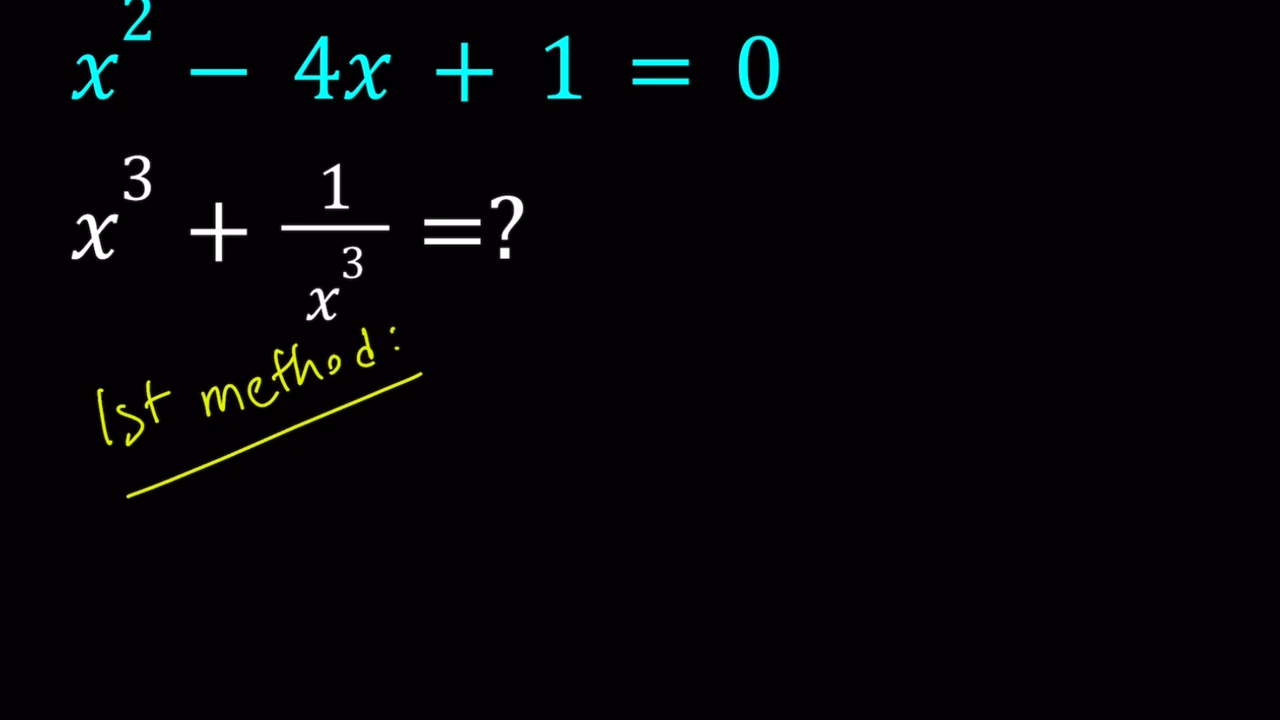 x² − 4x + 1 = 0
x³ + 1/x³ =?
1st method: